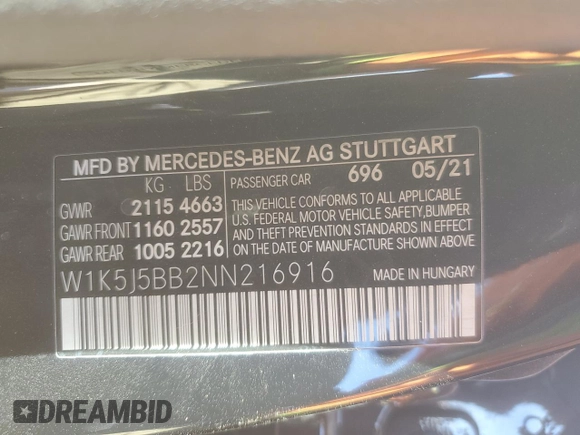 MFD BY MERCEDES-BENZ AG STUTTGART
KG LBS PASSENGER CAR 696 05/21
GVWR 2115 4663 THIS VEHICLE CONFORMS TO ALL APPLICABLE
GAWR FRONT 1160 2557 U.S. FEDERAL MOTOR VEHICLE SAFETY,BUMPER
AND THEFT PREVENTION STANDARDS IN EFFECT
GAWR REAR 1005 2216 ON THE DATE OF MANUFACTURE SHOWN ABOVE.
W1K5J5BB2NN216916 MADE IN HUNGARY
DREAMBID